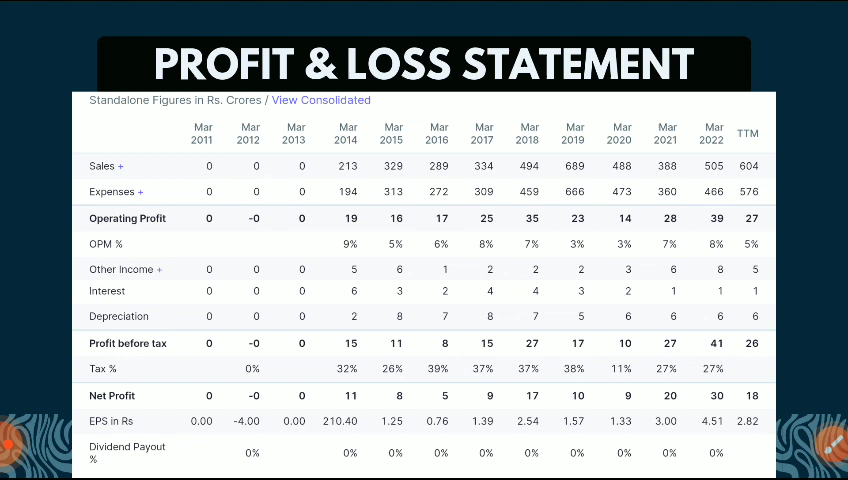 PROFIT & LOSS STATEMENT
Standalone Figures in Rs. Crores / View Consolidated
Mar 2011 Mar 2012 Mar 2013 Mar 2014 Mar 2015 Mar 2016 Mar 2017 Mar 2018 Mar 2019 Mar 2020 Mar 2021 Mar 2022 TTM
Sales + 0 0 0 213 329 289 334 494 689 488 388 505 604
Expenses + 0 0 0 194 313 272 309 459 666 473 360 466 576
Operating Profit 0 -0 0 19 16 17 25 35 23 14 28 39 27
OPM % 9% 5% 6% 8% 7% 3% 3% 7% 8% 5%
Other Income + 0 0 0 5 6 1 2 2 2 3 6 8 5
Interest 0 0 0 6 3 2 4 4 3 2 1 1 1
Depreciation 0 0 0 2 8 7 8 7 5 6 6 6 6
Profit before tax 0 -0 0 15 11 8 15 27 17 10 27 41 26
Tax % 0% 32% 26% 39% 37% 37% 38% 11% 27% 27%
Net Profit 0 -0 0 11 8 5 9 17 10 9 20 30 18
EPS in Rs 0.00 -4.00 0.00 210.40 1.25 0.76 1.39 2.54 1.57 1.33 3.00 4.51 2.82
Dividend Payout % 0% 0% 0% 0% 0% 0% 0% 0% 0% 0%